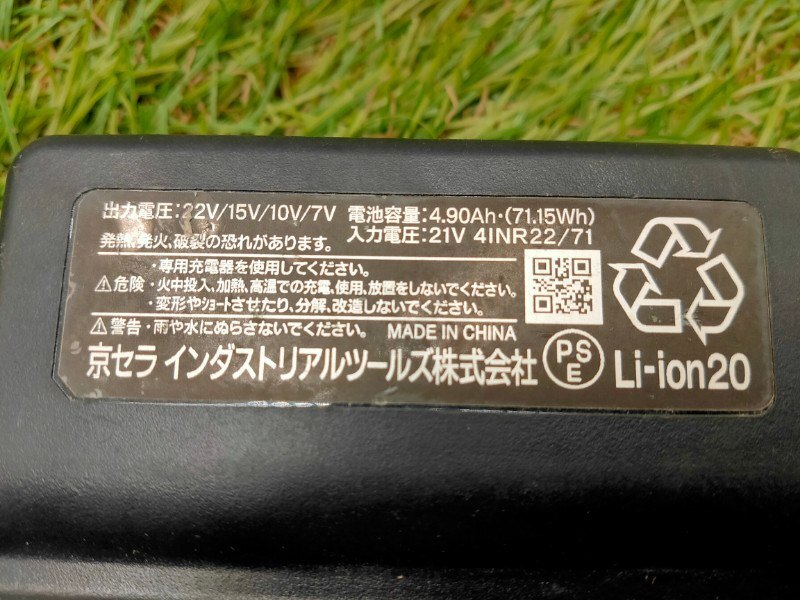 出力電圧:22V/15V/10V/7V 電池容量:4.90Ah・(71.15Wh)
発熱、発火、破裂の恐れがあります。 入力電圧:21V 4INR22/71
・専用充電器を使用してください。
⚠危険・火中投入、加熱、高温での充電、使用、放置をしないでください。
・変形やショートさせたり、分解、改造しないでください。
⚠警告・雨や水にぬらさないでください。 MADE IN CHINA
京セラ インダストリアルツールズ株式会社 PSE Li-ion20